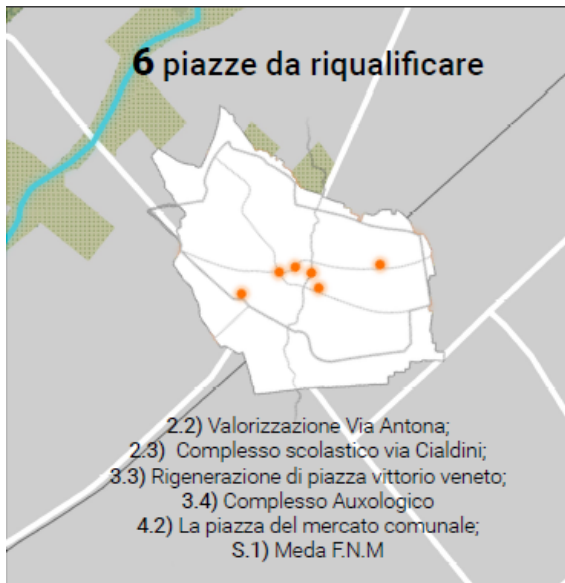 6 piazze da riqualificare
2.2) Valorizzazione Via Antona;
2.3) Complesso scolastico via Cialdini;
3.3) Rigenerazione di piazza vittorio veneto;
3.4) Complesso Auxologico
4.2) La piazza del mercato comunale;
S.1) Meda F.N.M